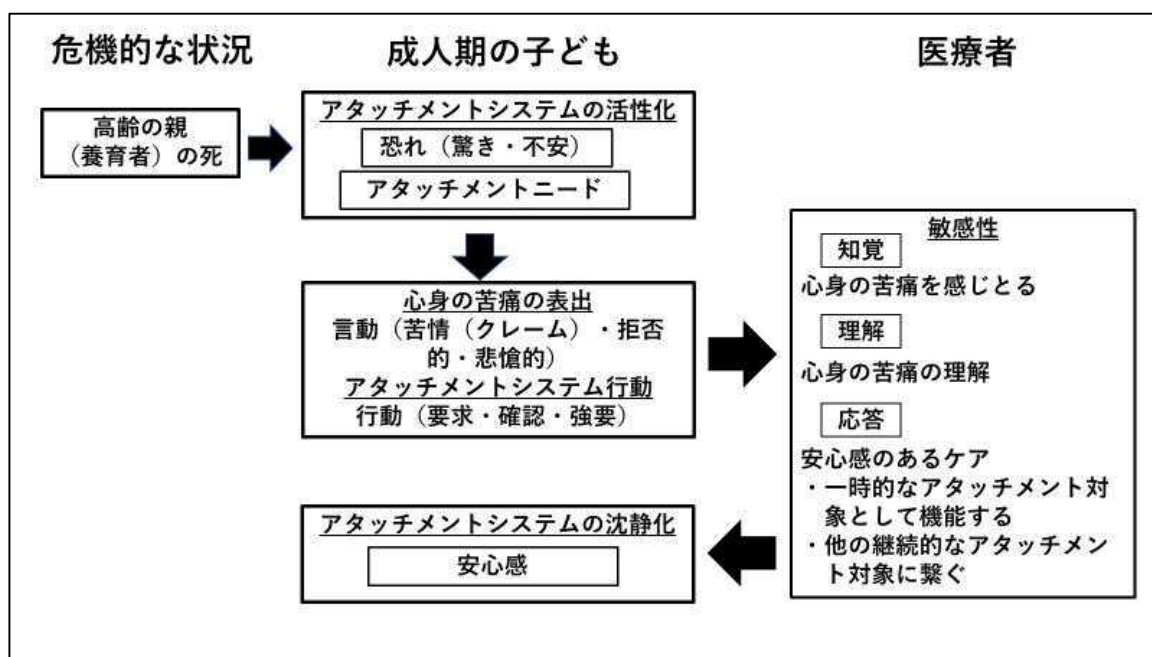 危機的な状況
成人期の子ども
医療者
高齢の親
（養育者）の死
アタッチメントシステムの活性化
恐れ（驚き・不安）
アタッチメントニード
心身の苦痛の表出
言動（苦情（クレーム）・拒否
的・悲愴的）
アタッチメントシステム行動
行動（要求・確認・強要）
敏感性
知覚
心身の苦痛を感じとる
理解
心身の苦痛の理解
応答
安心感のあるケア
・一時的なアタッチメント対
象として機能する
・他の継続的なアタッチメン
ト対象に繋ぐ
アタッチメントシステムの沈静化
安心感